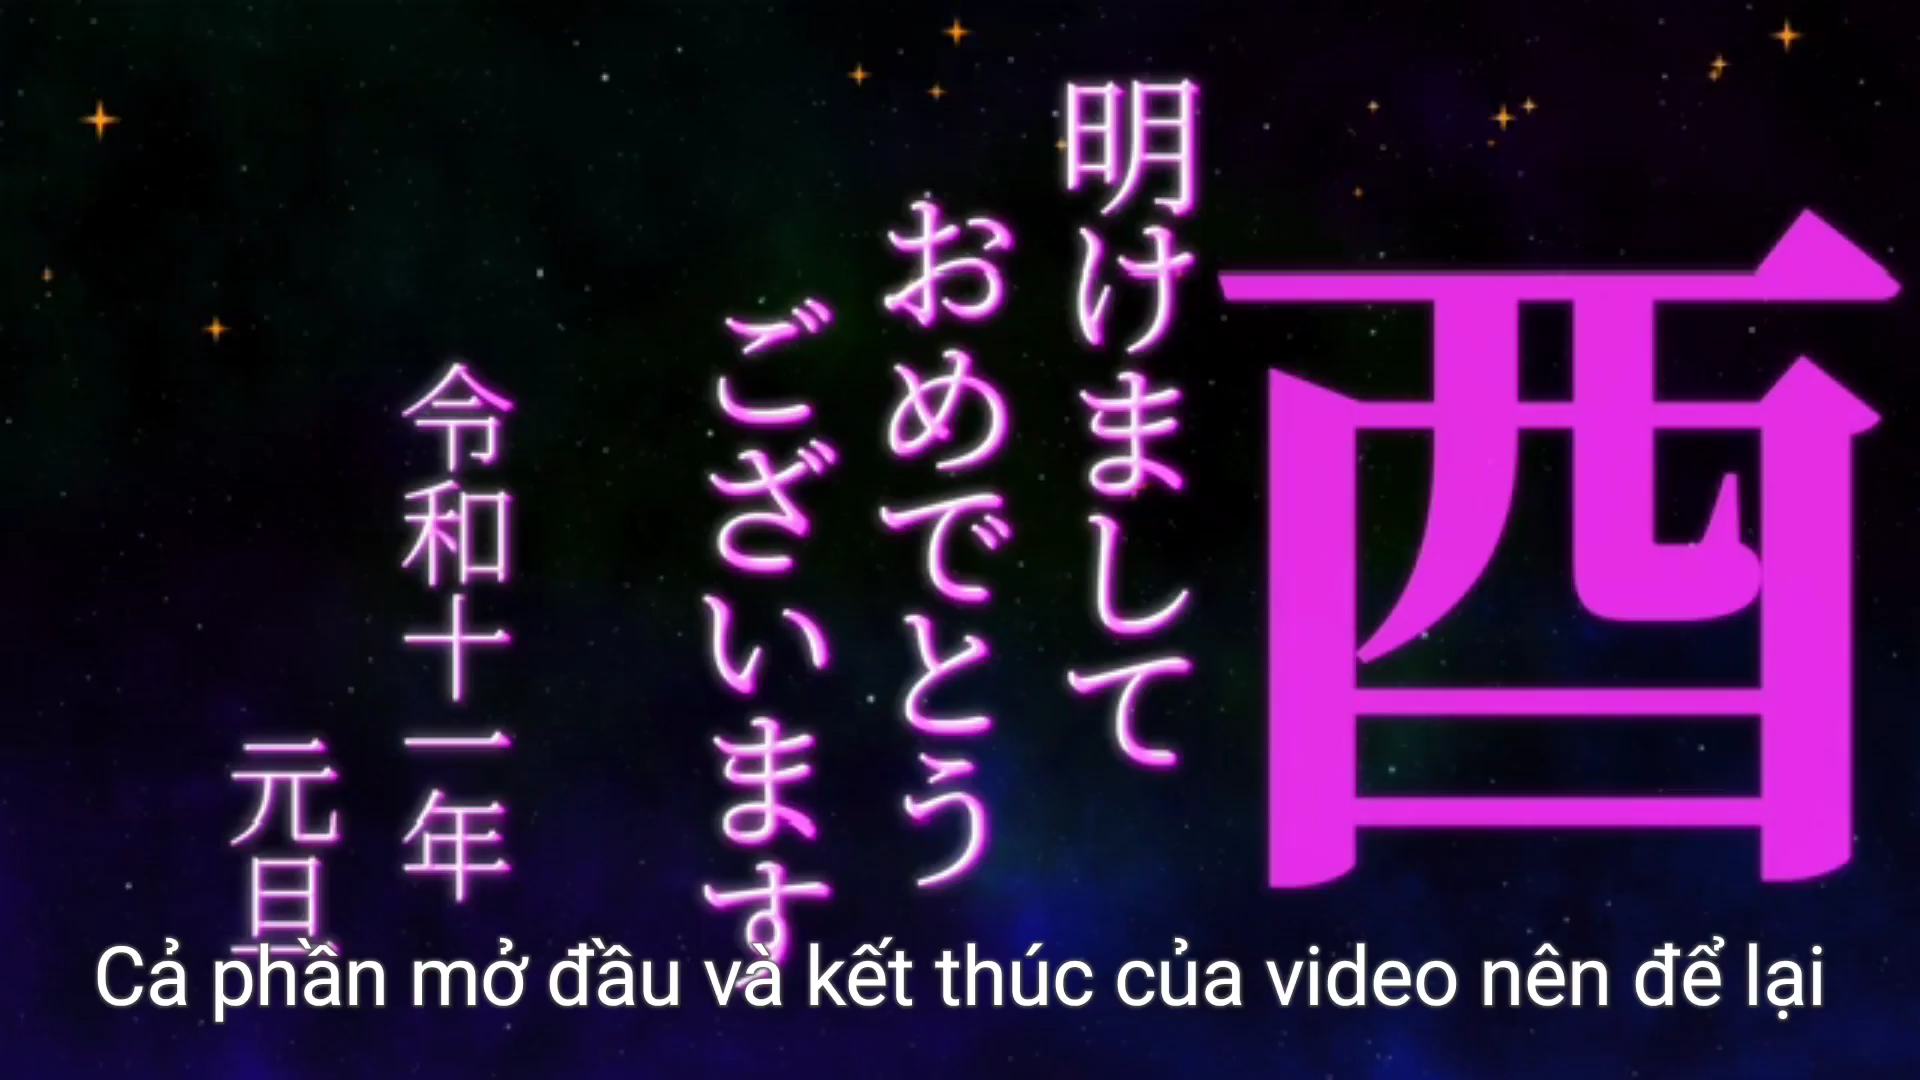 酉
明けまして
おめでとう
ございます
令和十一年
元旦
Cả phần mở đầu và kết thúc của video nên để lại